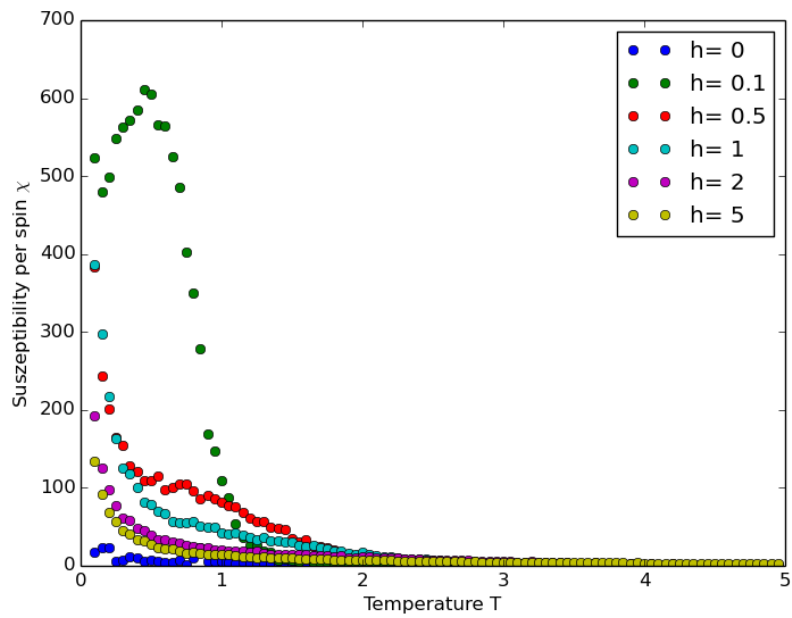 700
600
500
400
300
200
100
0
Suszeptibility per spin χ
h= 0
h= 0.1
h= 0.5
h= 1
h= 2
h= 5
0 1 2 3 4 5
Temperature T